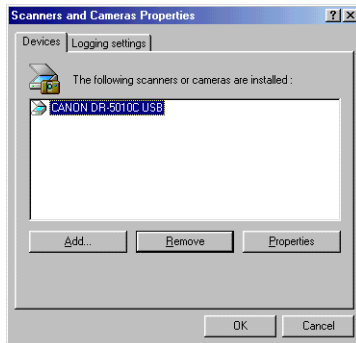 Scanners and Cameras Properties
Devices
Logging settings
The following scanners or cameras are installed :
CANON DR-5010C USB
Add...
Remove
Properties
OK
Cancel